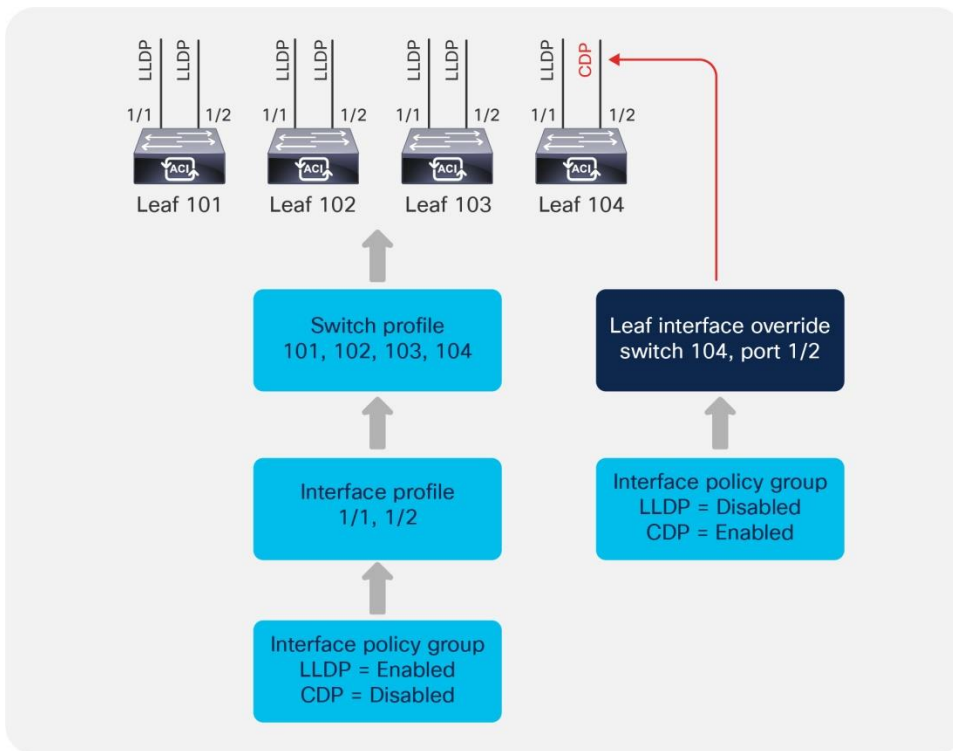 LLDP LLDP LLDP LLDP LLDP LLDP LLDP CDP
1/1 1/2 1/1 1/2 1/1 1/2 1/1 1/2
ACI ACI ACI ACI
Leaf 101 Leaf 102 Leaf 103 Leaf 104
Switch profile
101, 102, 103, 104
Leaf interface override
switch 104, port 1/2
Interface profile
1/1, 1/2
Interface policy group
LLDP = Disabled
CDP = Enabled
Interface policy group
LLDP = Enabled
CDP = Disabled